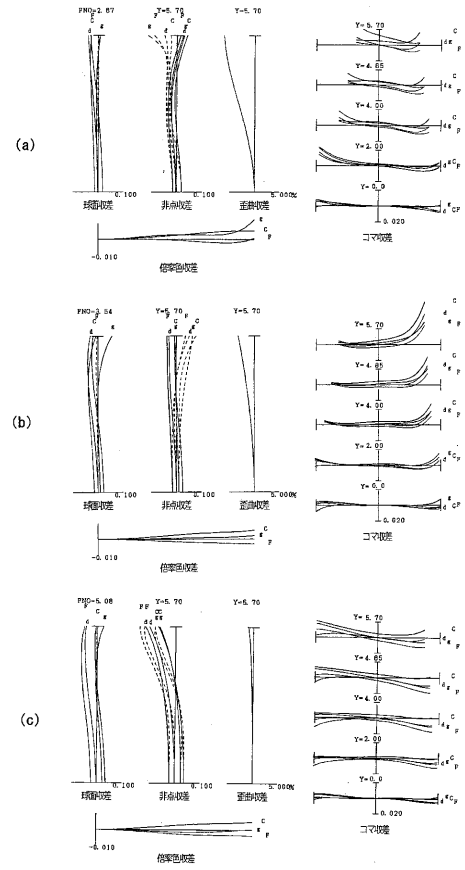 (a)
FNO=2.87
Y=5.70
Y=5.70
C F
d g
0.100
0.100
5.000%
球面収差
非点収差
歪曲収差
-0.010
g
C
F
倍率色収差
Y=5.70
Y=4.65
Y=4.00
Y=2.00
Y=0.0
0.020
コマ収差
(b)
FNO=3.54
Y=5.70
Y=5.70
0.100
0.100
5.000%
球面収差
非点収差
歪曲収差
-0.010
C
g
F
倍率色収差
Y=5.70
Y=4.65
Y=4.00
Y=2.00
Y=0.0
0.020
コマ収差
(c)
FNO=5.08
Y=5.70
Y=5.70
0.100
0.100
5.000%
球面収差
非点収差
歪曲収差
-0.010
C
g
F
倍率色収差
Y=5.70
Y=4.65
Y=4.00
Y=2.00
Y=0.0
0.020
コマ収差